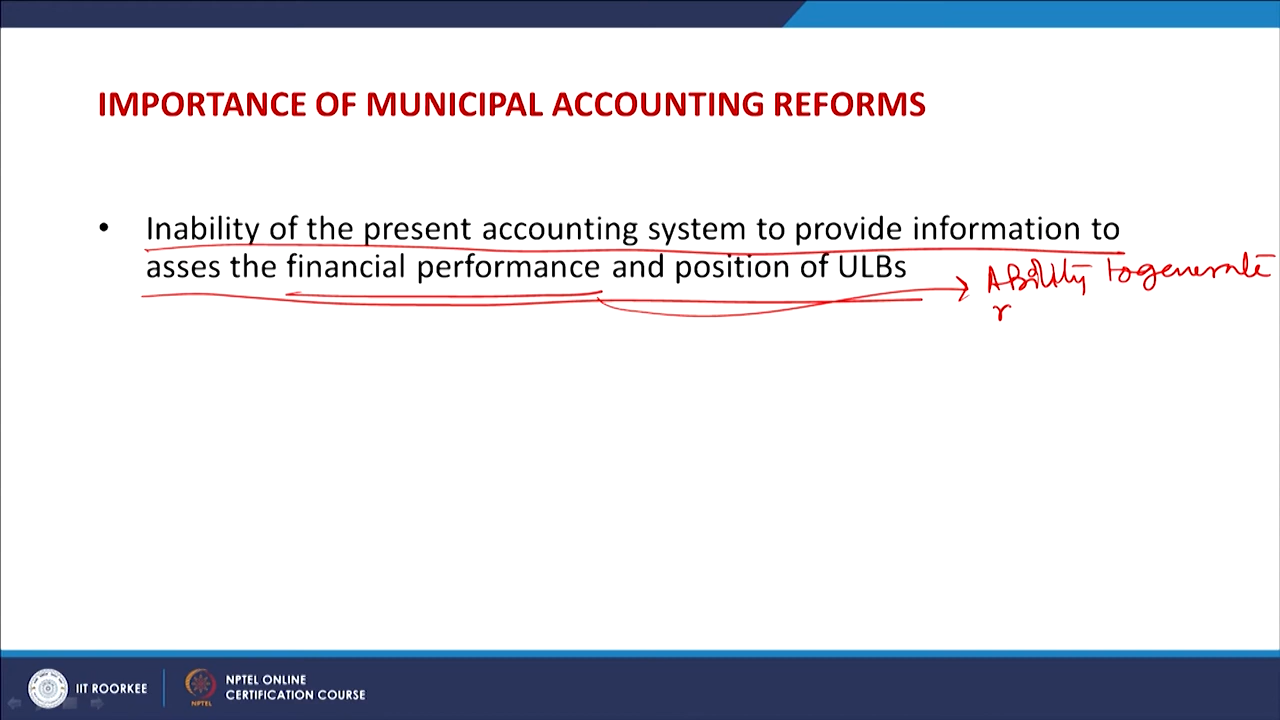 IMPORTANCE OF MUNICIPAL ACCOUNTING REFORMS
• Inability of the present accounting system to provide information to
asses the financial performance and position of ULBs
Ability to generate
r
IIT ROORKEE
NPTEL
NPTEL ONLINE
CERTIFICATION COURSE